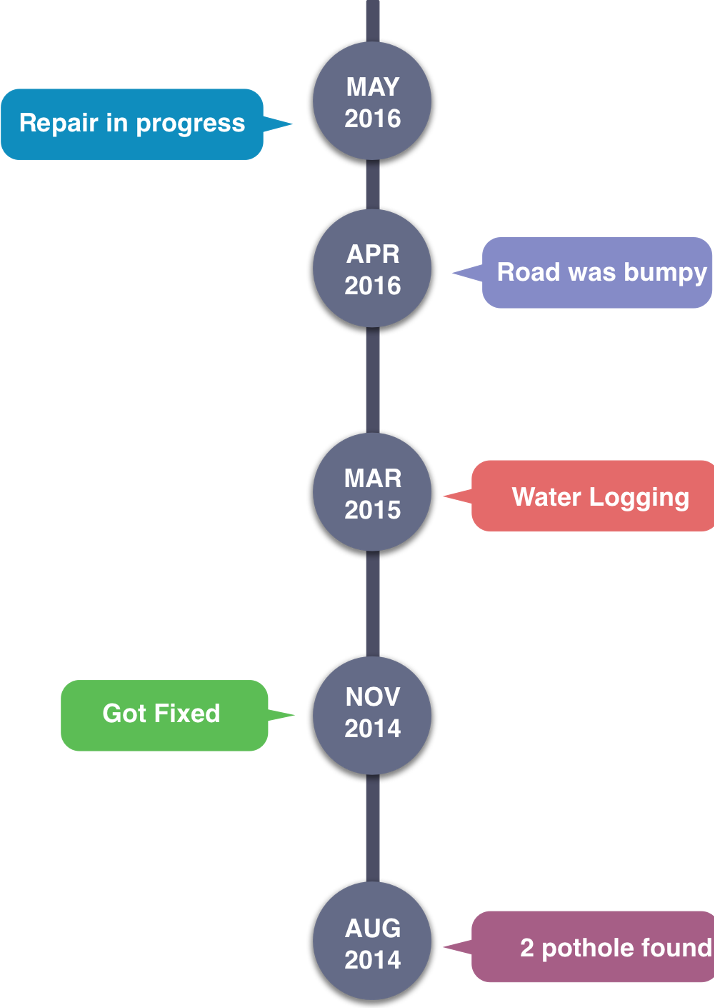 MAY
2016
Repair in progress
APR
2016
Road was bumpy
MAR
2015
Water Logging
NOV
2014
Got Fixed
AUG
2014
2 pothole found